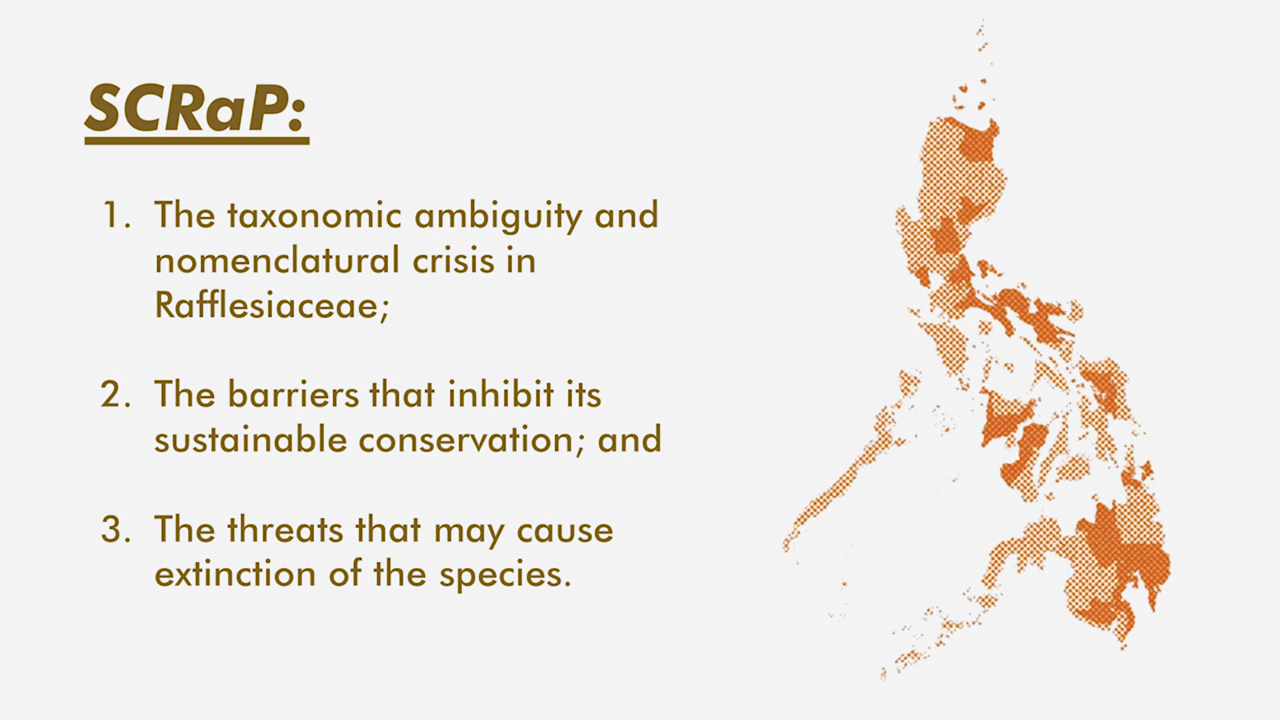 SCRaP:
1. The taxonomic ambiguity and
nomenclatural crisis in
Rafflesiaceae;
2. The barriers that inhibit its
sustainable conservation; and
3. The threats that may cause
extinction of the species.